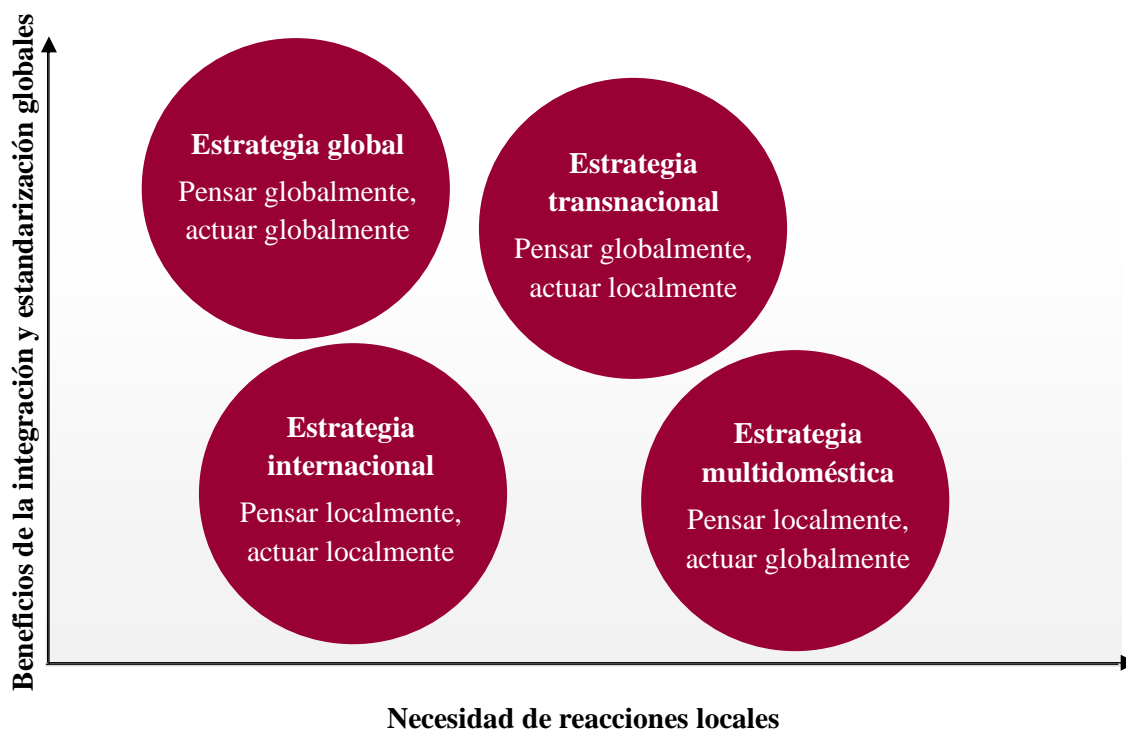 Beneficios de la integración y estandarización globales
Estrategia global
Pensar globalmente,
actuar globalmente
Estrategia
transnacional
Pensar globalmente,
actuar localmente
Estrategia
internacional
Pensar localmente,
actuar localmente
Estrategia
multidoméstica
Pensar localmente,
actuar globalmente
Necesidad de reacciones locales